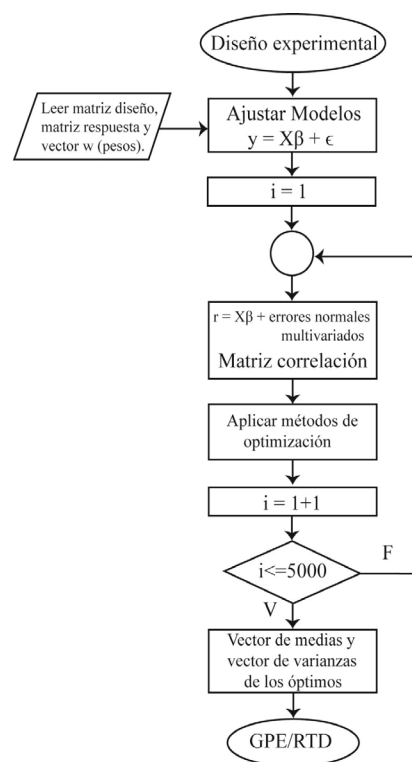 Diseño experimental
Leer matriz diseño,
matriz respuesta y
vector w (pesos).
Ajustar Modelos
y = Xβ + ϵ
i = 1
r = Xβ + errores normales
multivariados
Matriz correlación
Aplicar métodos de
optimización
i = 1+1
i<=5000
F
V
Vector de medias y
vector de varianzas
de los óptimos
GPE/RTD